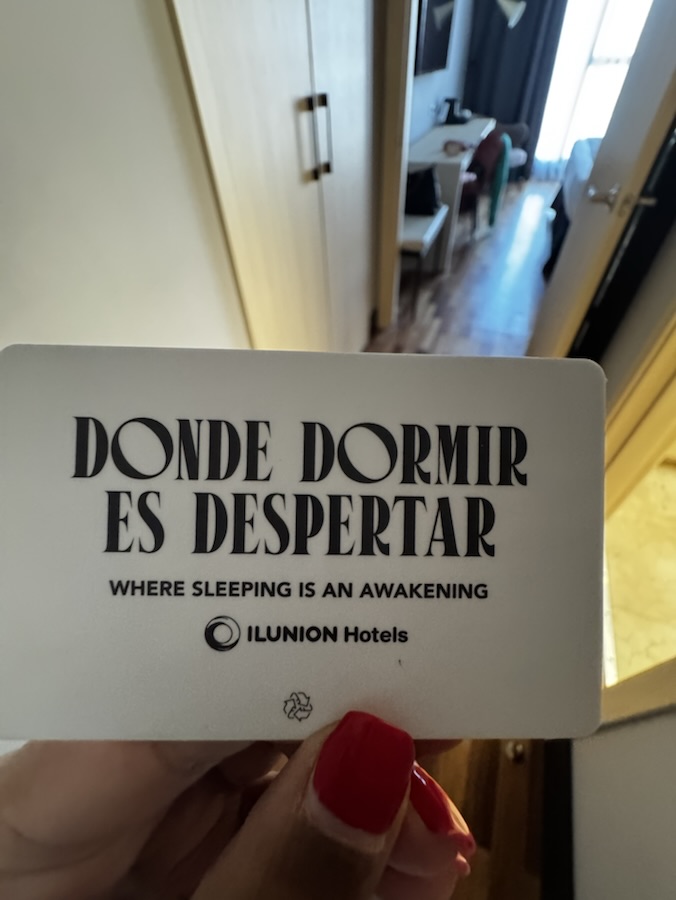 DONDE DORMIR
ES DESPERTAR
WHERE SLEEPING IS AN AWAKENING
ILUNION Hotels